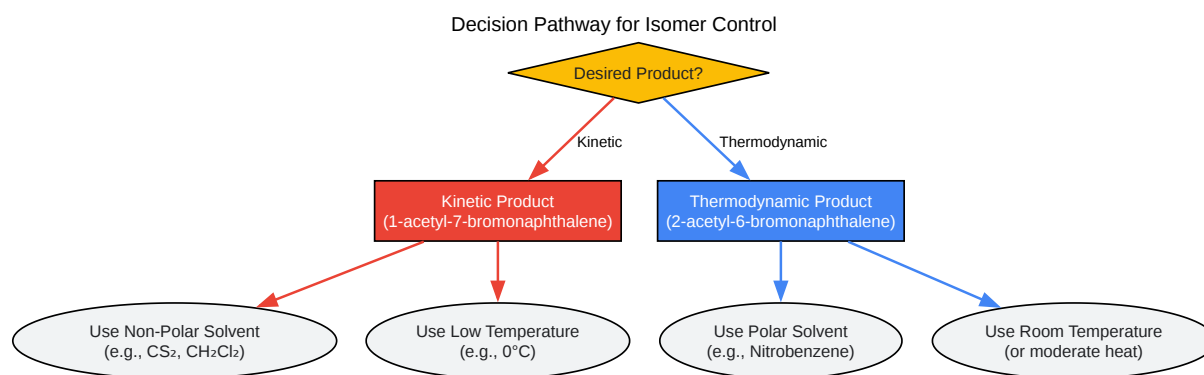 Decision Pathway for Isomer Control
Desired Product?
Kinetic
Thermodynamic
Kinetic Product
(1-acetyl-7-bromonaphthalene)
Thermodynamic Product
(2-acetyl-6-bromonaphthalene)
Use Non-Polar Solvent
(e.g., CS₂, CH₂Cl₂)
Use Low Temperature
(e.g., 0°C)
Use Polar Solvent
(e.g., Nitrobenzene)
Use Room Temperature
(or moderate heat)